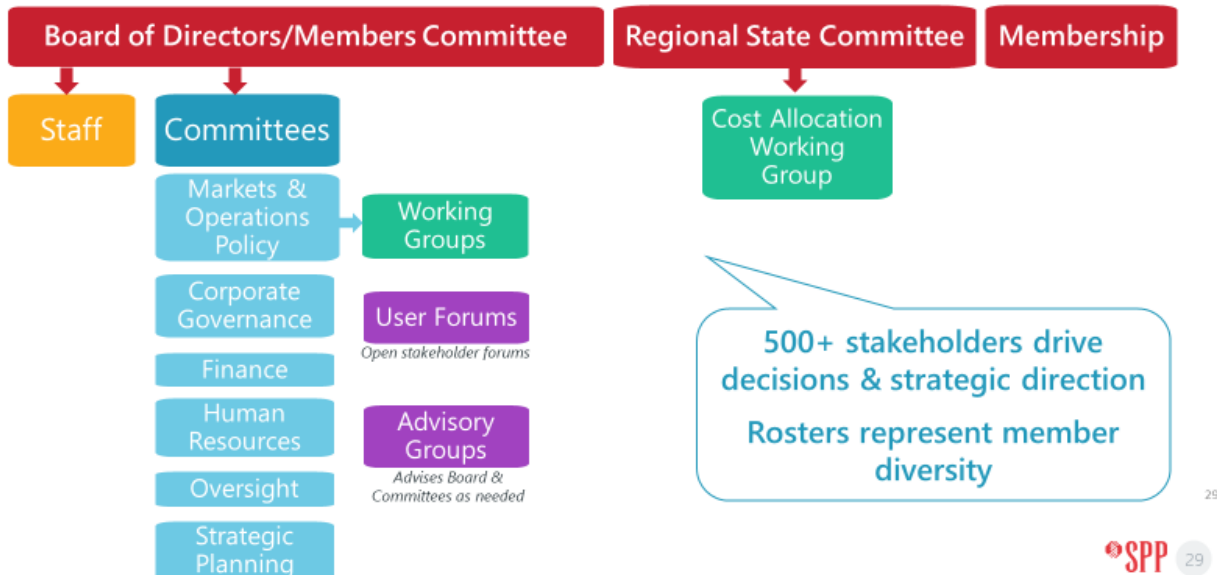 Board of Directors/Members Committee
Regional State Committee
Membership
Staff
Committees
Cost Allocation
Working
Group
Markets &
Operations
Policy
Working
Groups
Corporate
Governance
User Forums
Open stakeholder forums
Finance
Human
Resources
Advisory
Groups
Advises Board &
Committees as needed
Oversight
Strategic
Planning
500+ stakeholders drive
decisions & strategic direction
Rosters represent member
diversity
29
SPP
29